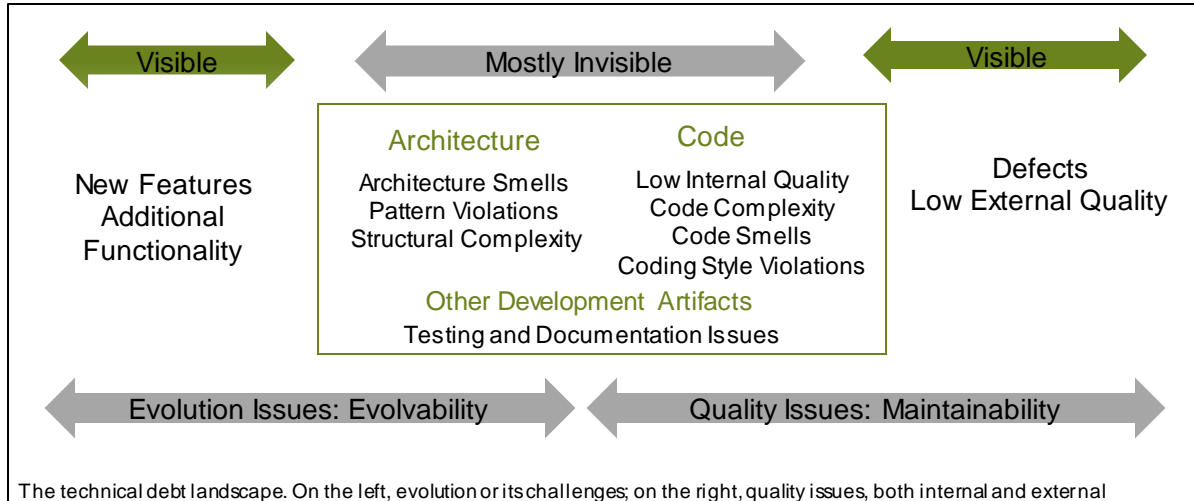 Visible
Mostly Invisible
Visible
New Features
Additional
Functionality
Architecture
Architecture Smells
Pattern Violations
Structural Complexity
Code
Low Internal Quality
Code Complexity
Code Smells
Coding Style Violations
Other Development Artifacts
Testing and Documentation Issues
Defects
Low External Quality
Evolution Issues: Evolvability
Quality Issues: Maintainability
The technical debt landscape. On the left, evolution or its challenges; on the right, quality issues, both internal and external